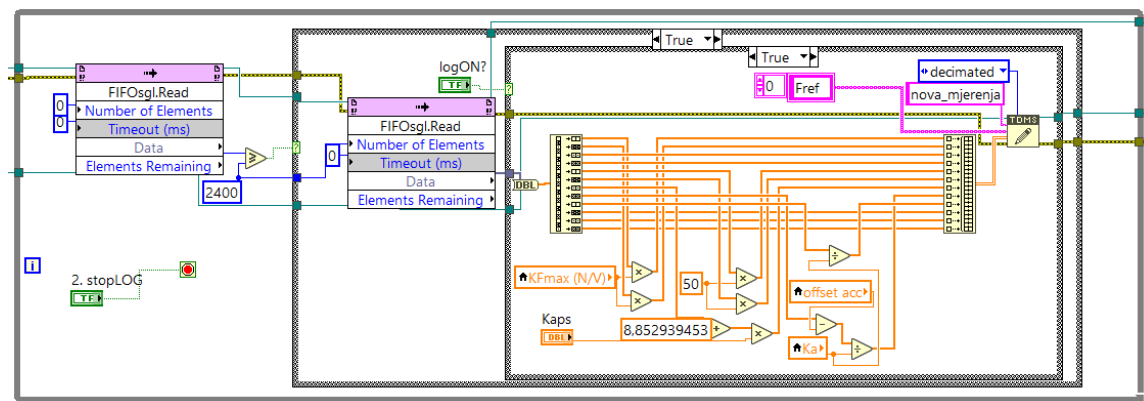 True
True
logON?
TF
decimated
0
Fref
nova_mjerenja
TDMS
FIFOsgl.Read
0
Number of Elements
0
Timeout (ms)
Data
Elements Remaining
2400
FIFOsgl.Read
Number of Elements
0
Timeout (ms)
Data
Elements Remaining
DBL
i
2. stopLOG
TF
KFmax (N/V)
50
offset acc
Kaps
DBL
8,852939453
Ka